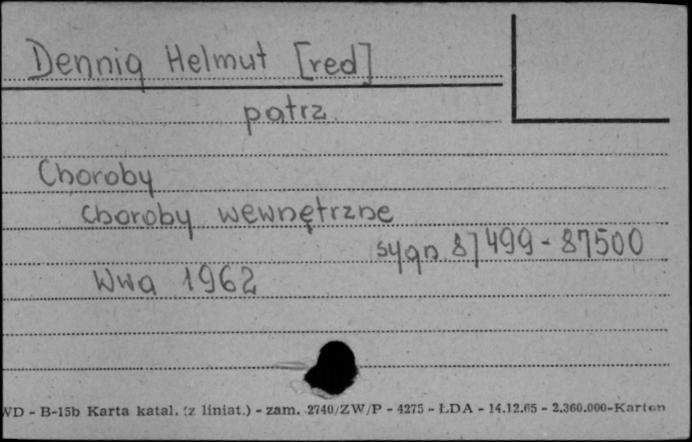 Dennig Helmut [red]
patrz
Choroby
choroby wewnętrzne
sygn 87499-87500
Wwa 1962
WD - B-15b Karta katal. (z liniat.) - zam. 2740/ZW/P - 4275 - ŁDA - 14.12.65 - 2.360.000-Karton